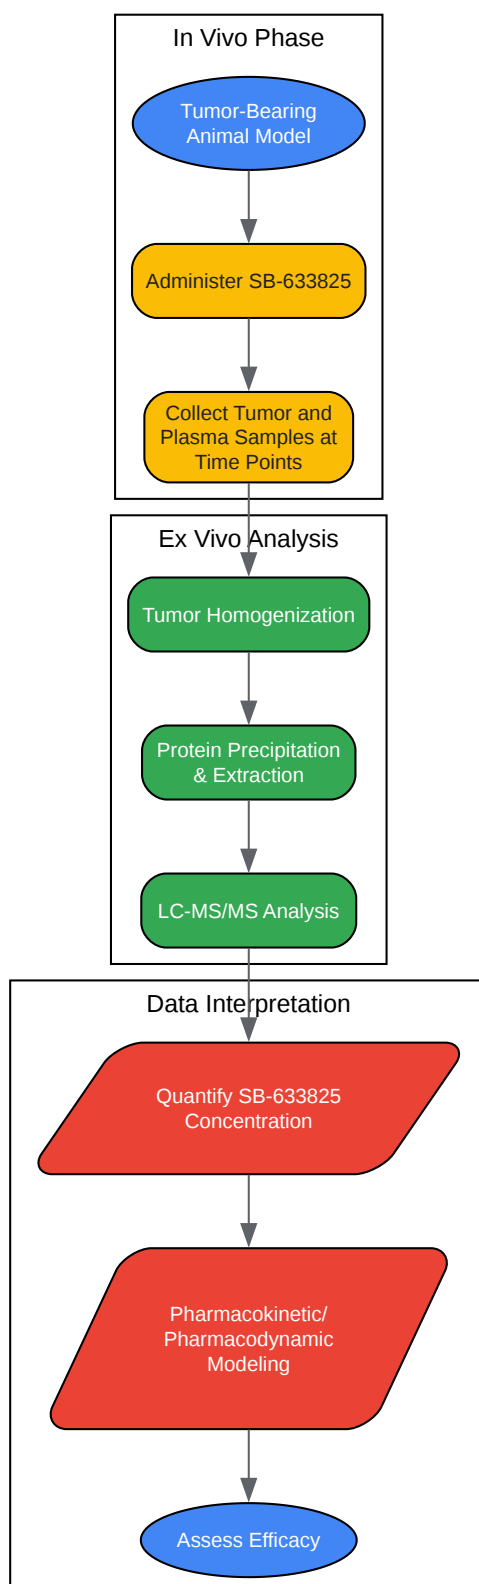 In Vivo Phase
Tumor-Bearing
Animal Model
Administer SB-633825
Collect Tumor and
Plasma Samples at
Time Points
Ex Vivo Analysis
Tumor Homogenization
Protein Precipitation
& Extraction
LC-MS/MS Analysis
Data Interpretation
Quantify SB-633825
Concentration
Pharmacokinetic/
Pharmacodynamic
Modeling
Assess Efficacy